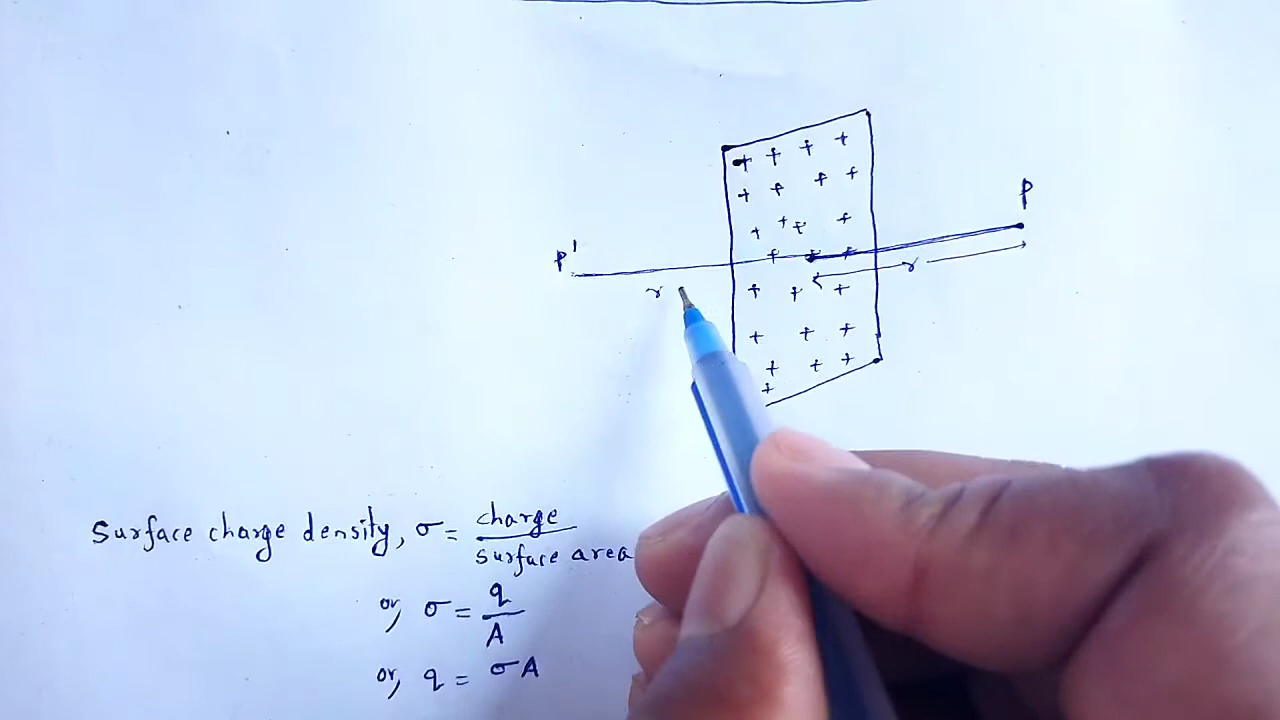 P
P'
r
r
Surface charge density, σ = charge / surface area
or, σ = q / A
or, q = σA